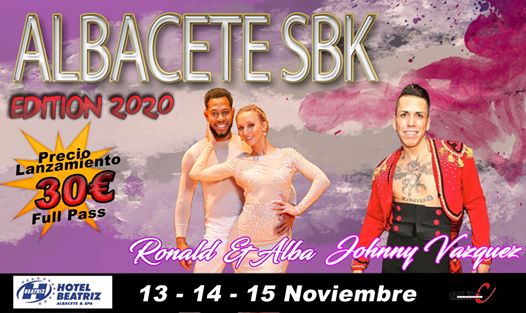 ALBACETE SBK
EDITION 2020
Precio
Lanzamiento
30€
Full Pass
Ronald & Alba
Johnny Vazquez
BEATRIZ
HOTEL
BEATRIZ
ALBACETE & SPA
13 - 14 - 15 Noviembre